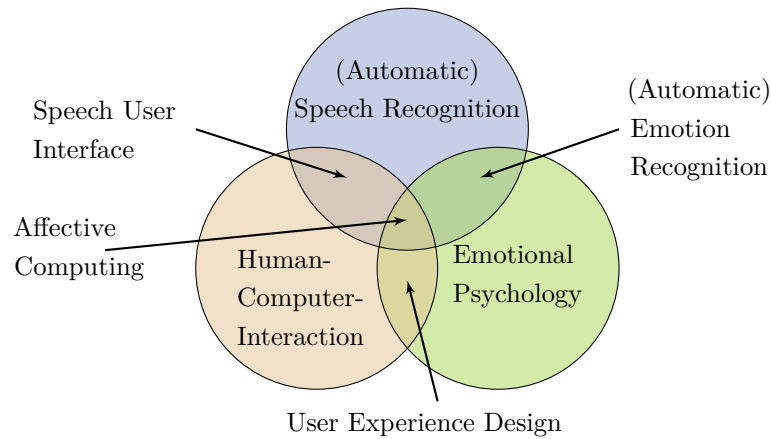 (Automatic)
Speech Recognition
Speech User
Interface
(Automatic)
Emotion
Recognition
Affective
Computing
Human-
Computer-
Interaction
Emotional
Psychology
User Experience Design